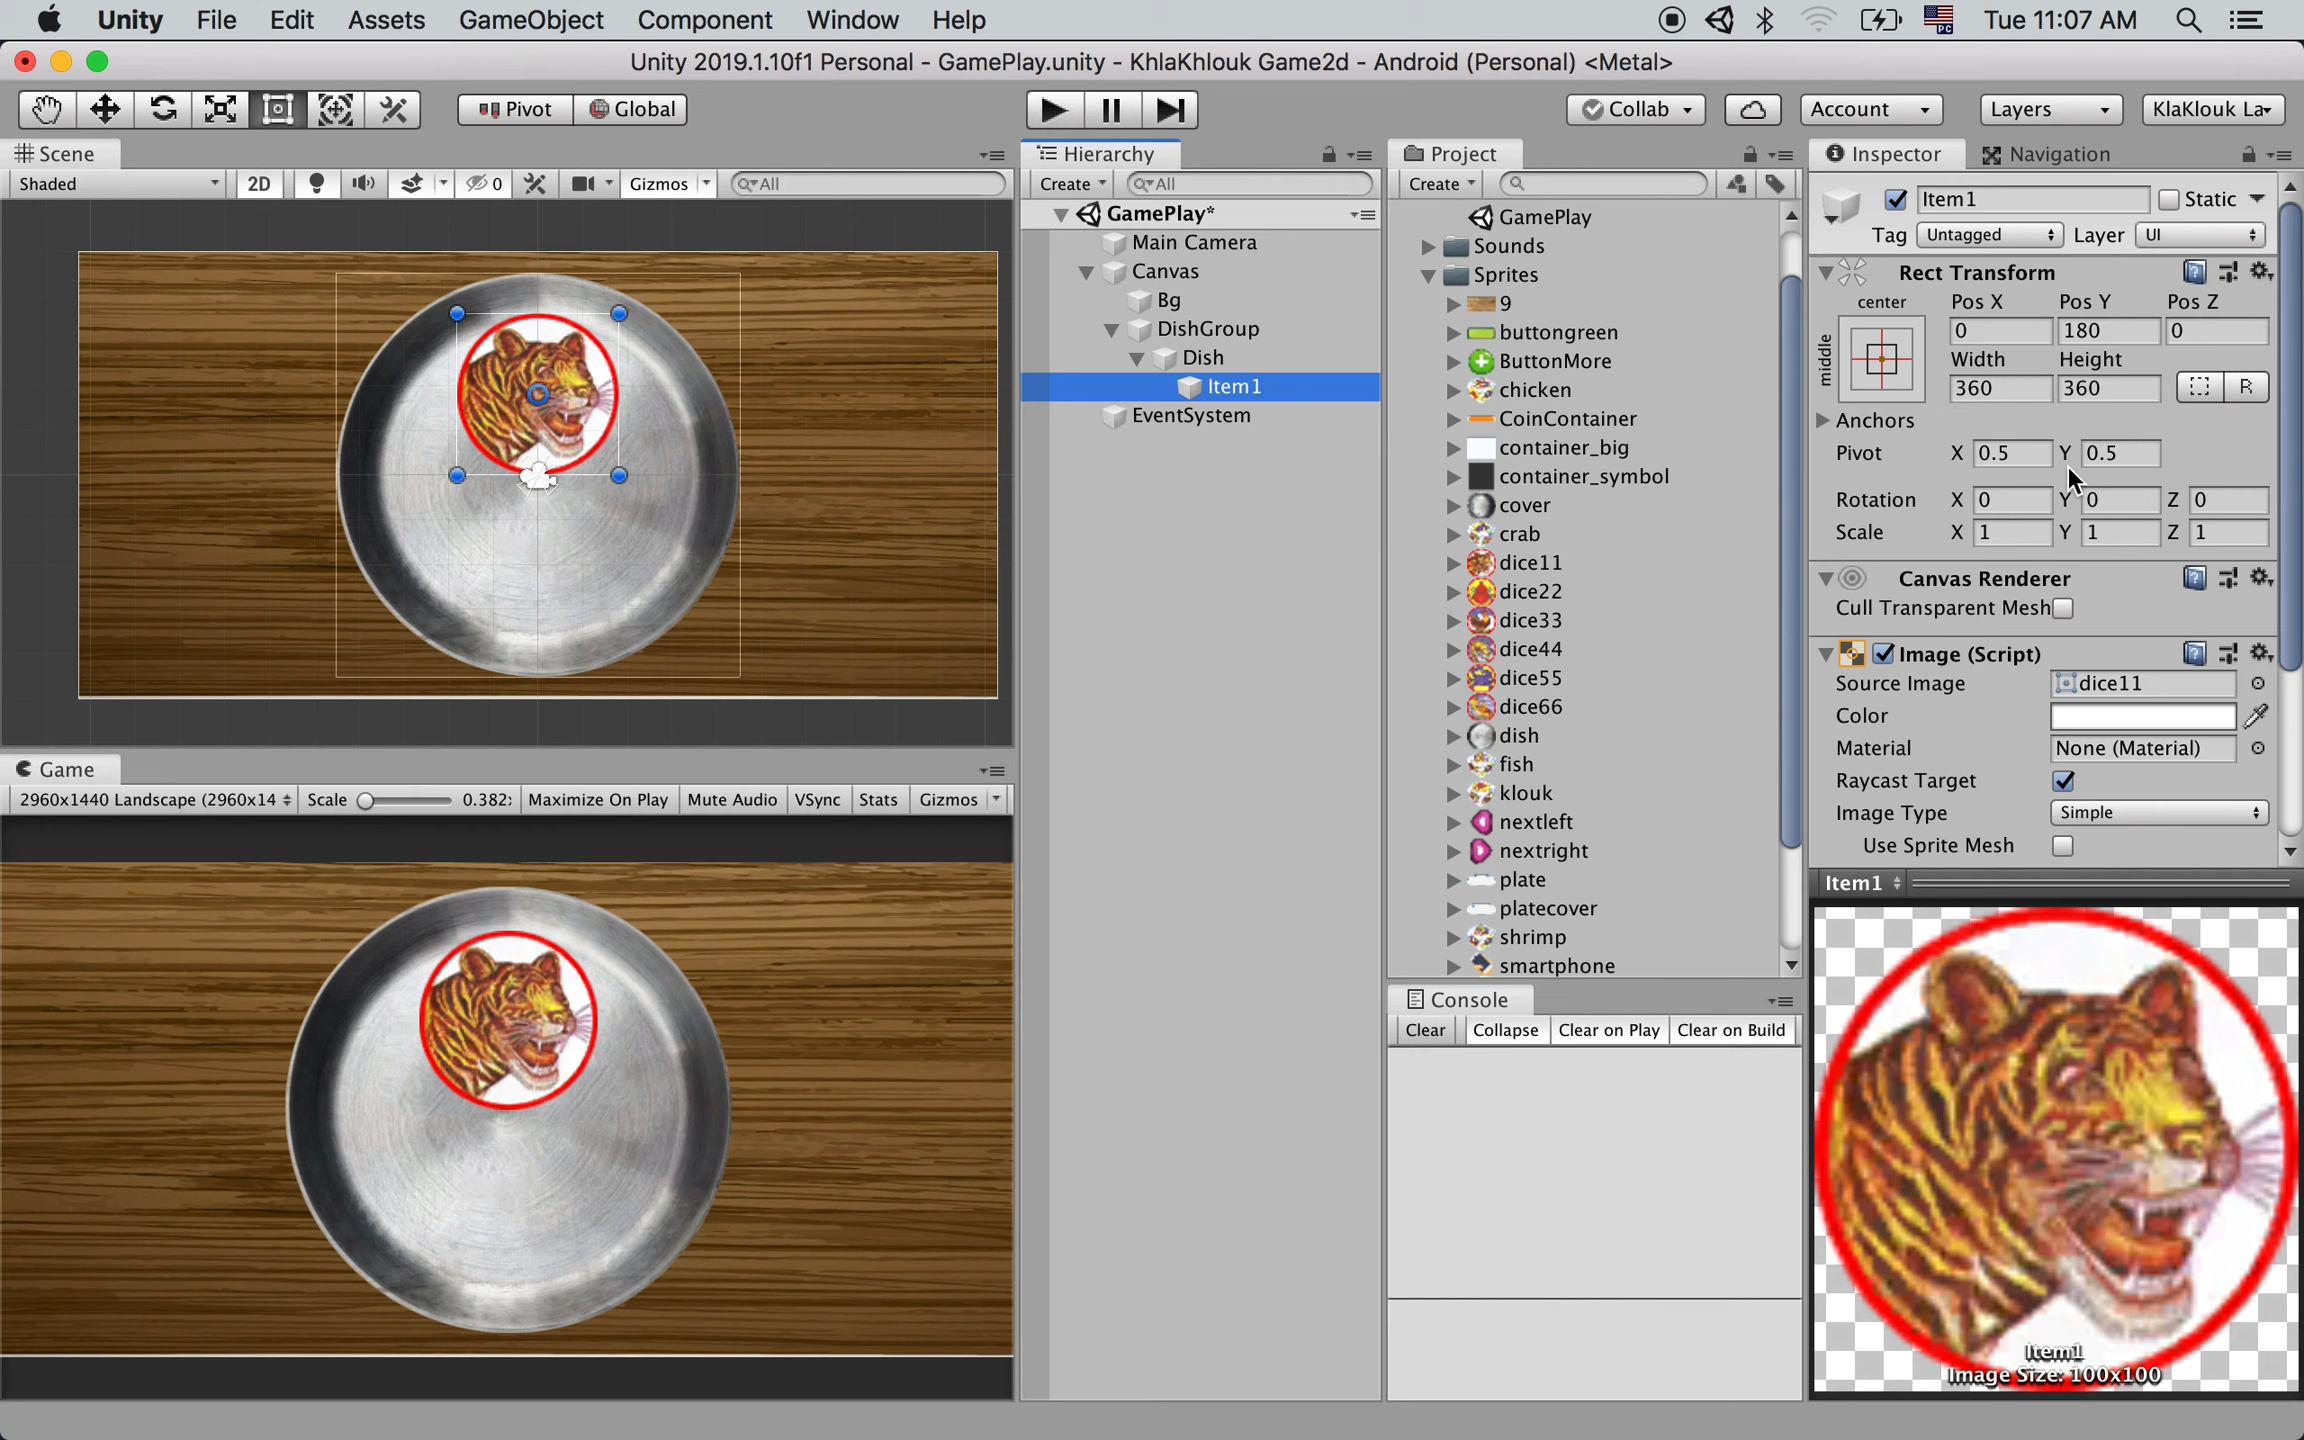 Unity File Edit Assets GameObject Component Window Help Tue 11:07 AM
Unity 2019.1.10f1 Personal - GamePlay.unity - KhlaKhlouk Game2d - Android (Personal) <Metal>
Pivot Global Collab Account Layers KlaKlouk La
Scene
Shaded 2D 0 Gizmos All
Game
2960x1440 Landscape (2960x14 Scale 0.382: Maximize On Play Mute Audio VSync Stats Gizmos
Hierarchy
Create All
GamePlay*
Main Camera
Canvas
Bg
DishGroup
Dish
Item1
EventSystem
Project
Create
GamePlay
Sounds
Sprites
9
buttongreen
ButtonMore
chicken
CoinContainer
container_big
container_symbol
cover
crab
dice11
dice22
dice33
dice44
dice55
dice66
dish
fish
klouk
nextleft
nextright
plate
platecover
shrimp
smartphone
Console
Clear Collapse Clear on Play Clear on Build
Inspector Navigation
Item1 Static
Tag Untagged Layer UI
Rect Transform
center Pos X Pos Y Pos Z
middle 0 180 0
Width Height
360 360 R
Anchors
Pivot X 0.5 Y 0.5
Rotation X 0 Y 0 Z 0
Scale X 1 Y 1 Z 1
Canvas Renderer
Cull Transparent Mesh
Image (Script)
Source Image dice11
Color
Material None (Material)
Raycast Target
Image Type Simple
Use Sprite Mesh
Item1
Item1
Image Size: 100x100